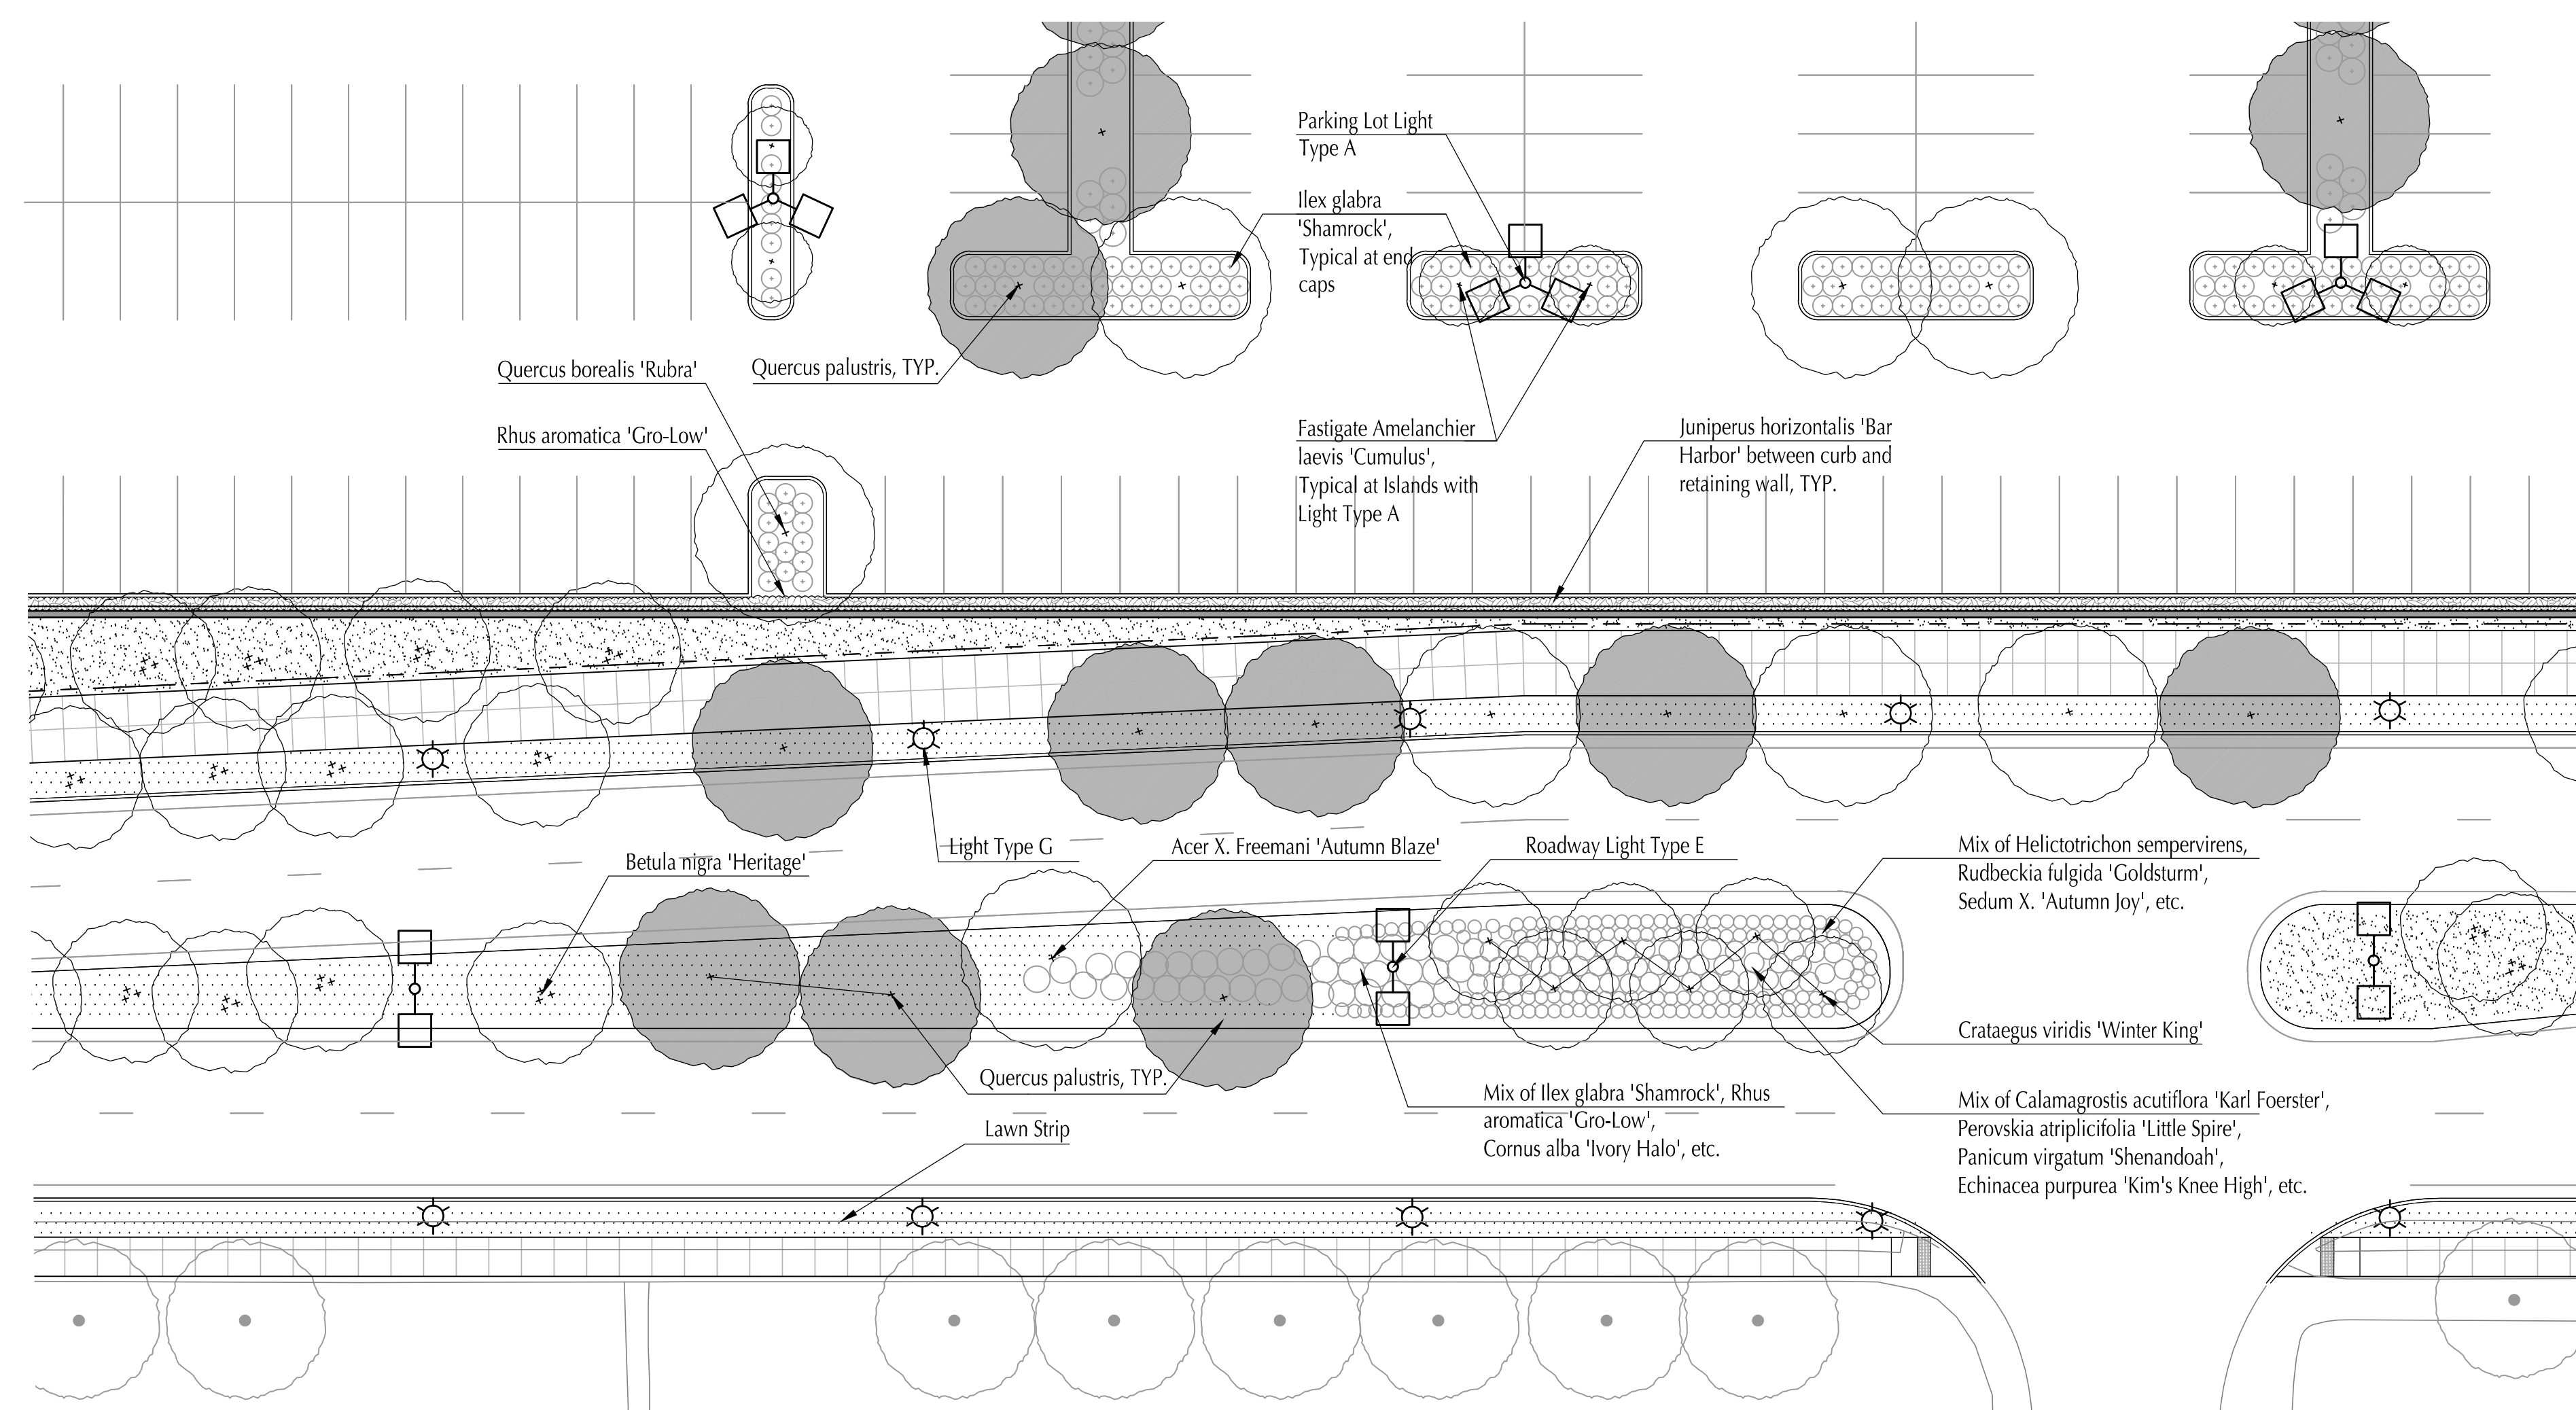 Parking Lot Light
Type A
Ilex glabra
'Shamrock',
Typical at end
caps
Quercus borealis 'Rubra'
Quercus palustris, TYP.
Rhus aromatica 'Gro-Low'
Fastigate Amelanchier
laevis 'Cumulus',
Typical at Islands with
Light Type A
Juniperus horizontalis 'Bar
Harbor' between curb and
retaining wall, TYP.
Betula nigra 'Heritage'
Light Type G
Acer X. Freemani 'Autumn Blaze'
Roadway Light Type E
Mix of Helictotrichon sempervirens,
Rudbeckia fulgida 'Goldsturm',
Sedum X. 'Autumn Joy', etc.
Crataegus viridis 'Winter King'
Quercus palustris, TYP.
Mix of Ilex glabra 'Shamrock', Rhus
aromatica 'Gro-Low',
Cornus alba 'Ivory Halo', etc.
Mix of Calamagrostis acutiflora 'Karl Foerster',
Perovskia atriplicifolia 'Little Spire',
Panicum virgatum 'Shenandoah',
Echinacea purpurea 'Kim's Knee High', etc.
Lawn Strip